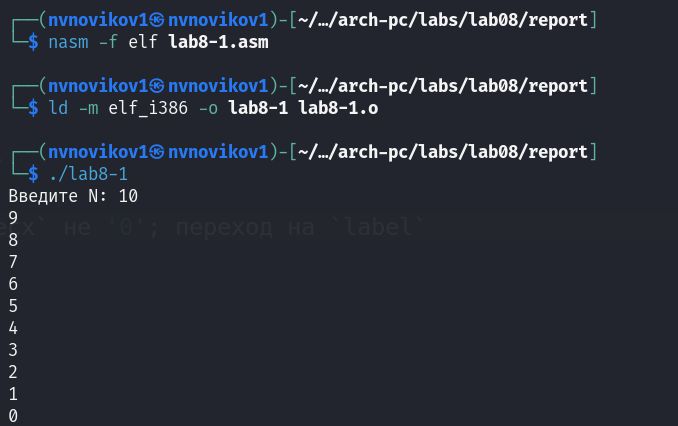 ┌──(nvnovikov1㉿nvnovikov1)-[~/…/arch-pc/labs/lab08/report]
└─$ nasm -f elf lab8-1.asm
┌──(nvnovikov1㉿nvnovikov1)-[~/…/arch-pc/labs/lab08/report]
└─$ ld -m elf_i386 -o lab8-1 lab8-1.o
┌──(nvnovikov1㉿nvnovikov1)-[~/…/arch-pc/labs/lab08/report]
└─$ ./lab8-1
Введите N: 10
9
не '0'; переход на `label`
8
7
6
5
4
3
2
1
0